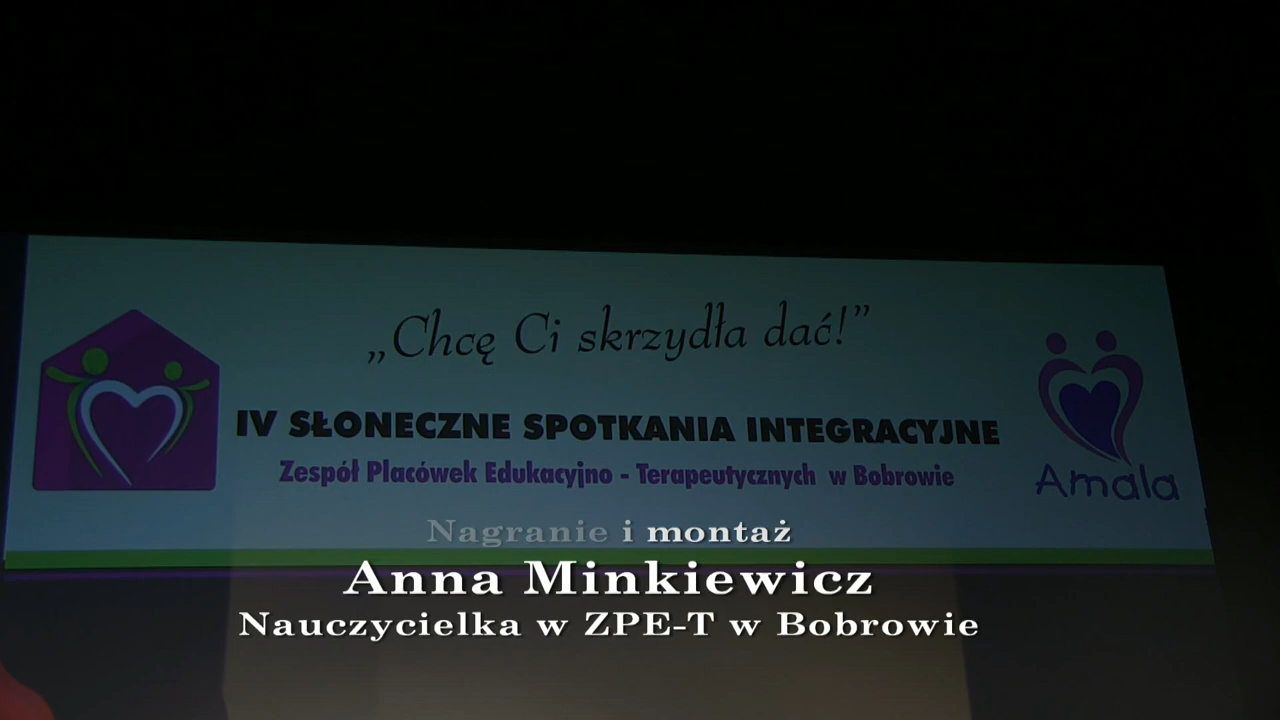 „Chcę Ci skrzydła dać!”
IV SŁONECZNE SPOTKANIA INTEGRACYJNE
Zespół Placówek Edukacyjno - Terapeutycznych w Bobrowie
Amala
Nagranie i montaż
Anna Minkiewicz
Nauczycielka w ZPE-T w Bobrowie